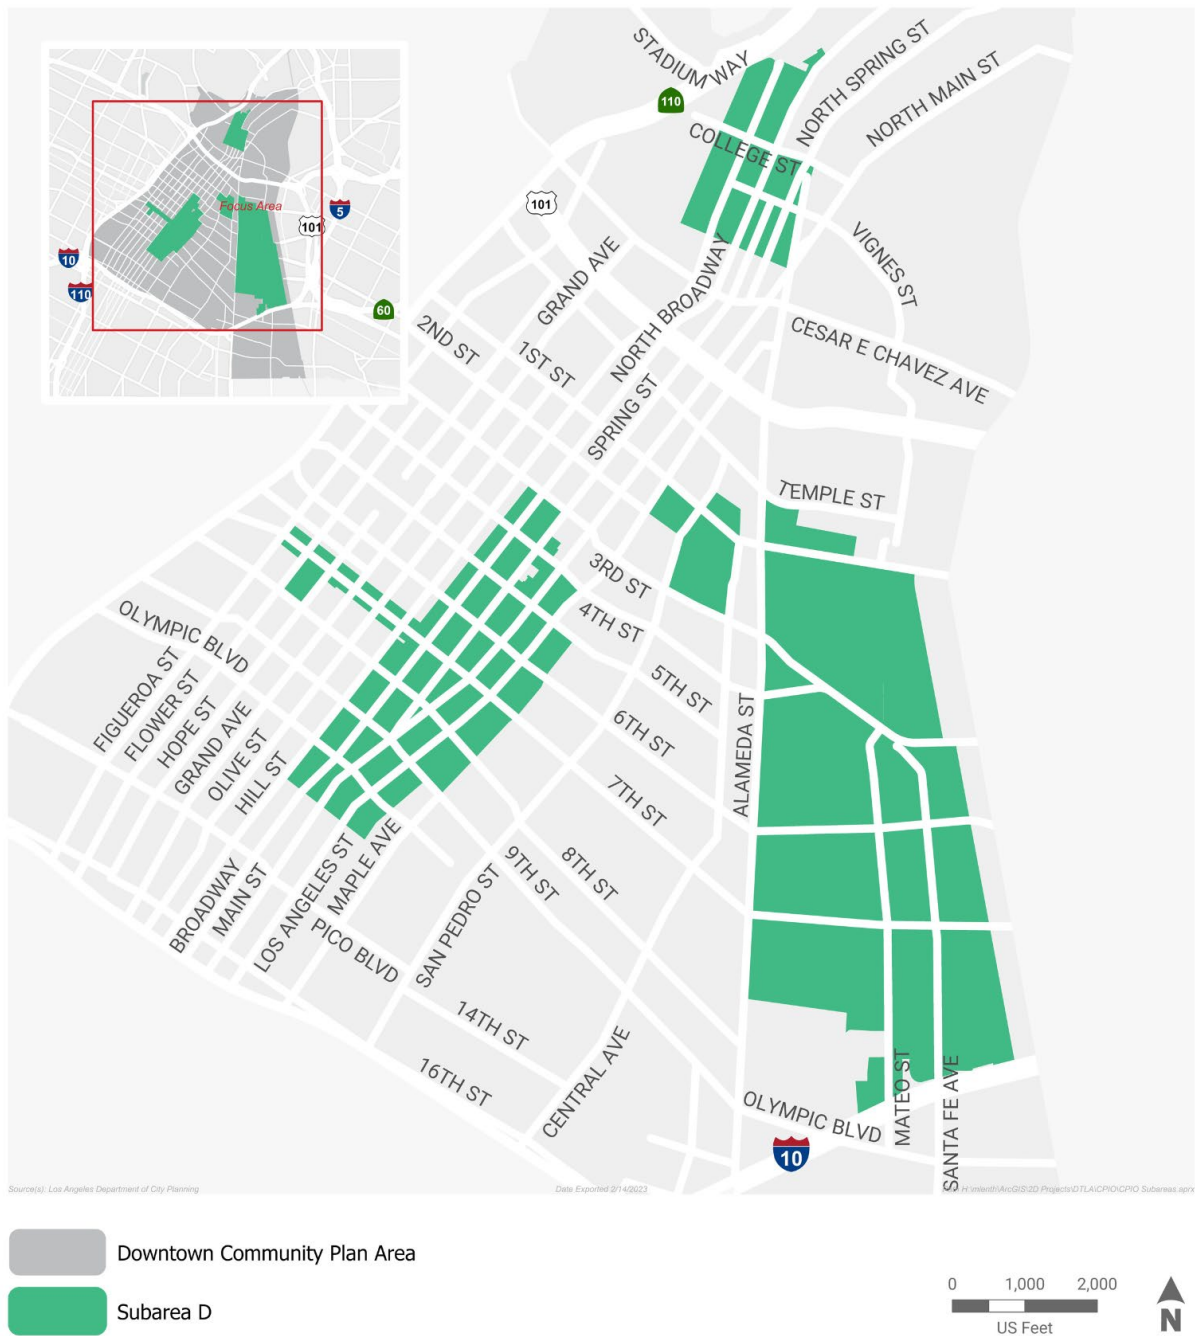 STADIUM WAY
NORTH SPRING ST
NORTH MAIN ST
110
COLLEGE ST
101
Focus Area
5
101
10
110
60
VIGNES ST
GRAND AVE
NORTH BROADWAY
CESAR E CHAVEZ AVE
2ND ST
1ST ST
SPRING ST
TEMPLE ST
3RD ST
4TH ST
5TH ST
6TH ST
7TH ST
8TH ST
9TH ST
ALAMEDA ST
OLYMPIC BLVD
FIGUEROA ST
FLOWER ST
HOPE ST
GRAND AVE
OLIVE ST
HILL ST
BROADWAY
MAIN ST
LOS ANGELES ST
MAPLE AVE
PICO BLVD
SAN PEDRO ST
14TH ST
16TH ST
CENTRAL AVE
OLYMPIC BLVD
MATEO ST
SANTA FE AVE
10
Source(s): Los Angeles Department of City Planning
Date Exported 2/14/2023
Projects\DTLA\CPIO\CPIO Subareas.sprx
Downtown Community Plan Area
Subarea D
0 1,000 2,000
US Feet
N